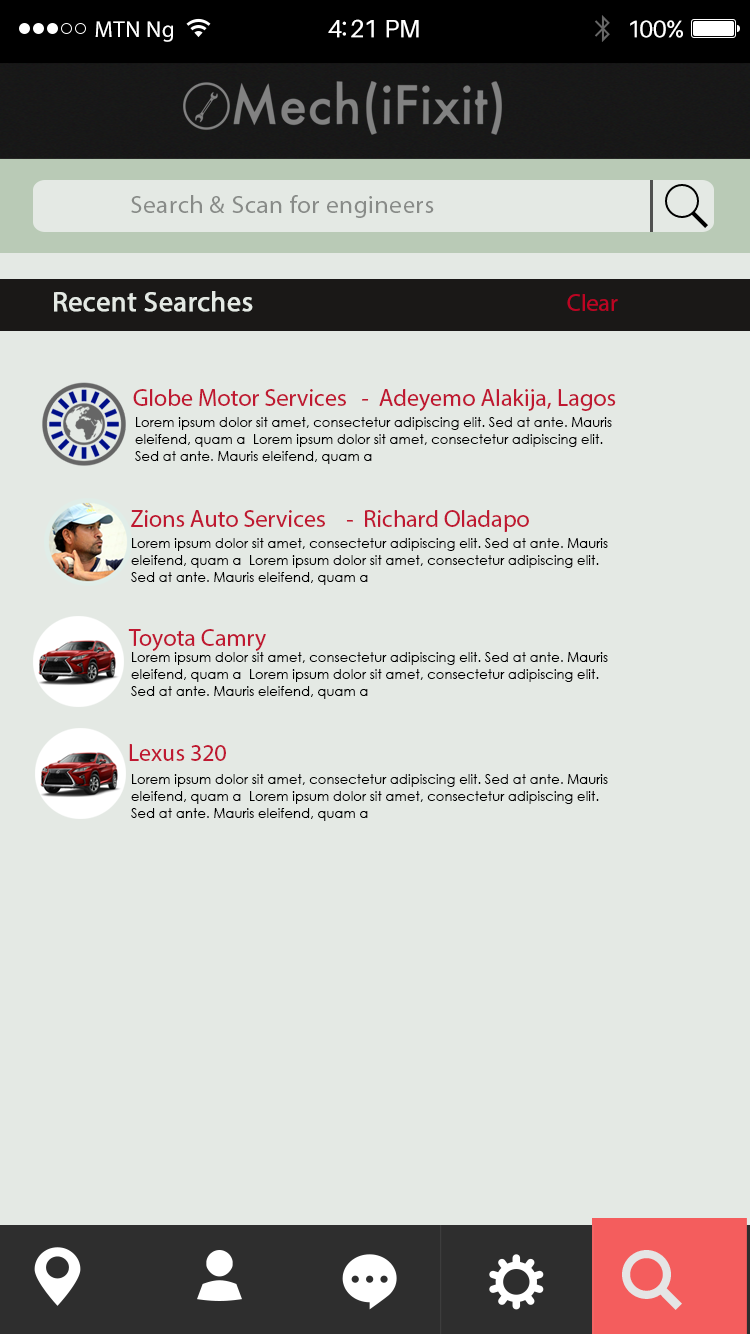 MTN Ng 4:21 PM 100%
Mech(iFixit)
Search & Scan for engineers
Recent Searches Clear
Globe Motor Services - Adeyemo Alakija, Lagos
Lorem ipsum dolor sit amet, consectetur adipiscing elit. Sed at ante. Mauris
eleifend, quam a Lorem ipsum dolor sit amet, consectetur adipiscing elit.
Sed at ante. Mauris eleifend, quam a
Zions Auto Services - Richard Oladapo
Lorem ipsum dolor sit amet, consectetur adipiscing elit. Sed at ante. Mauris
eleifend, quam a Lorem ipsum dolor sit amet, consectetur adipiscing elit.
Sed at ante. Mauris eleifend, quam a
Toyota Camry
Lorem ipsum dolor sit amet, consectetur adipiscing elit. Sed at ante. Mauris
eleifend, quam a Lorem ipsum dolor sit amet, consectetur adipiscing elit.
Sed at ante. Mauris eleifend, quam a
Lexus 320
Lorem ipsum dolor sit amet, consectetur adipiscing elit. Sed at ante. Mauris
eleifend, quam a Lorem ipsum dolor sit amet, consectetur adipiscing elit.
Sed at ante. Mauris eleifend, quam a